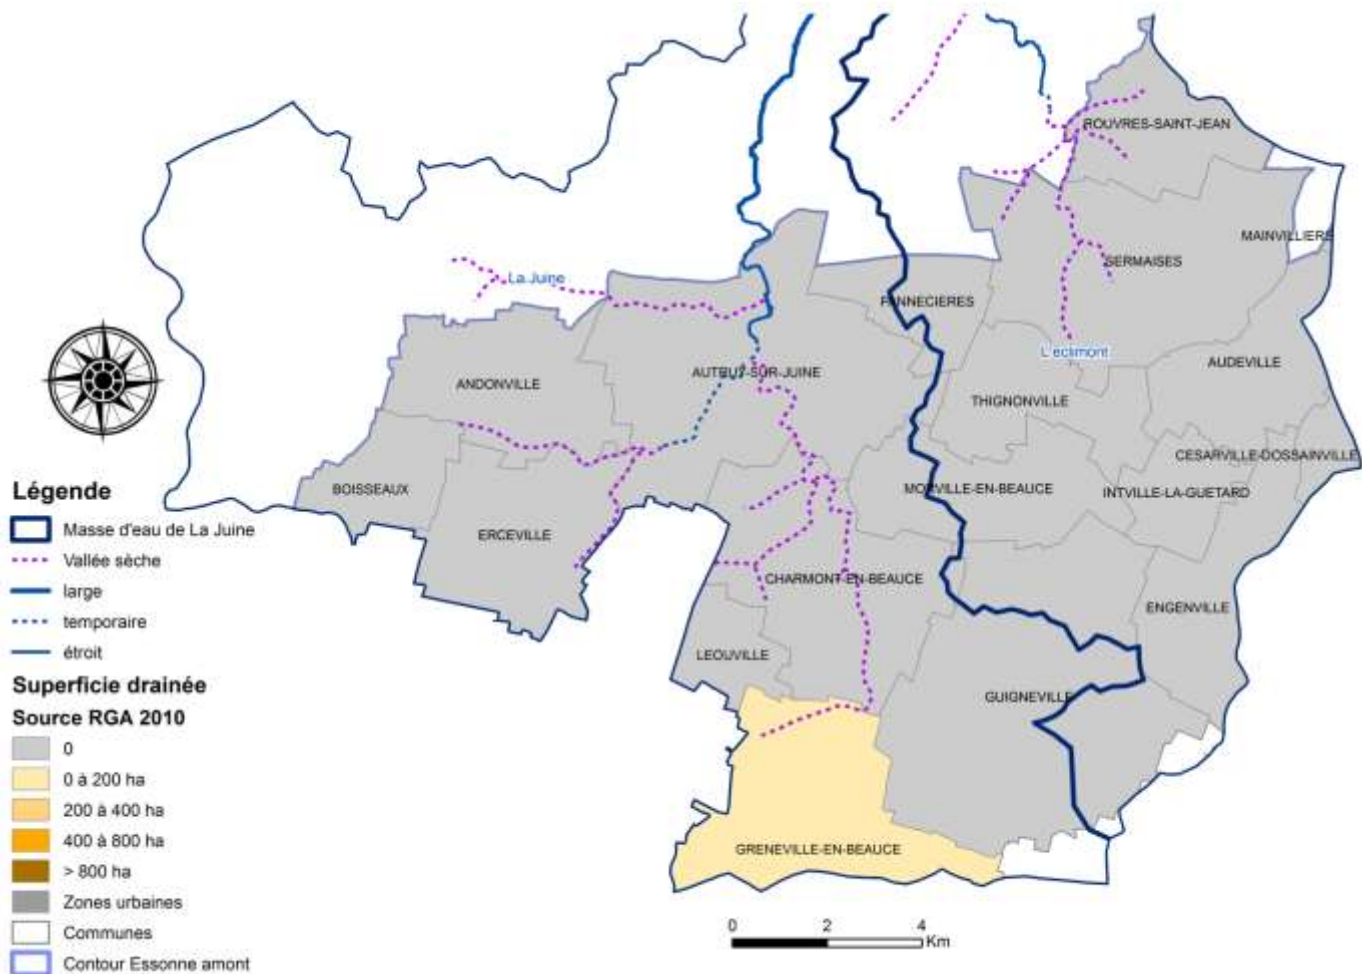 ROUVRES-SAINT-JEAN
MAINVILLIERS
SERMAISES
La Juine
PANNECIERES
L'eclimont
AUDEVILLE
ANDONVILLE
AUTRUY-SUR-JUINE
THIGNONVILLE
CESARVILLE-DOSSAINVILLE
BOISSEAUX
MORVILLE-EN-BEAUCE
INTVILLE-LA-GUETARD
ERCEVILLE
CHARMONT-EN-BEAUCE
ENGENVILLE
LEOUVILLE
GUIGNEVILLE
GRENEVILLE-EN-BEAUCE
Légende
Masse d'eau de La Juine
Vallée sèche
large
temporaire
étroit
Superficie drainée
Source RGA 2010
0
0 à 200 ha
200 à 400 ha
400 à 800 ha
> 800 ha
Zones urbaines
Communes
Contour Essonne amont
0 2 4
Km